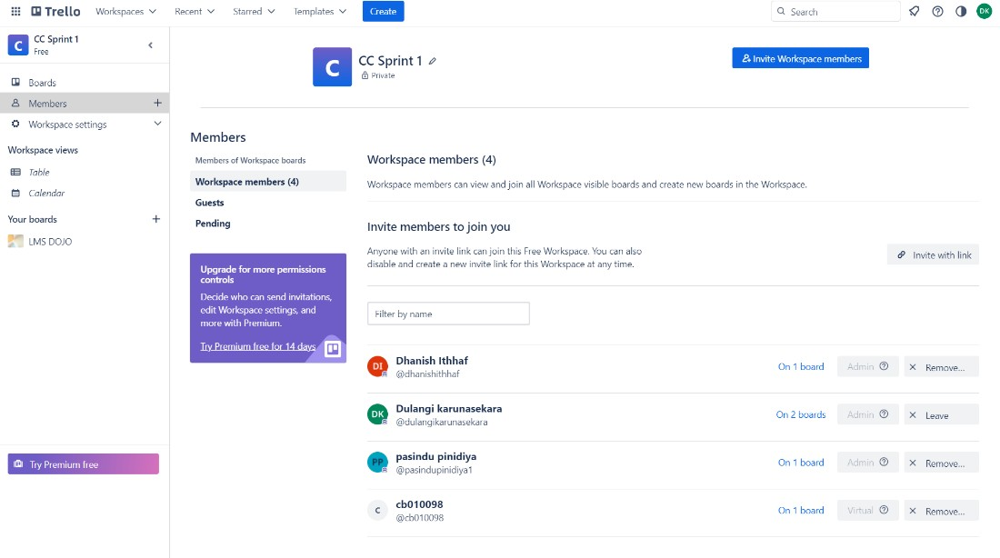 Trello Workspaces Recent Starred Templates Create Search DK
C CC Sprint 1
Free
Boards
Members
Workspace settings
Workspace views
Table
Calendar
Your boards
LMS DOJO
Try Premium free
C CC Sprint 1
Private
Invite Workspace members
Members
Members of Workspace boards
Workspace members (4)
Guests
Pending
Upgrade for more permissions
controls
Decide who can send invitations,
edit Workspace settings, and
more with Premium.
Try Premium free for 14 days
Workspace members (4)
Workspace members can view and join all Workspace visible boards and create new boards in the Workspace.
Invite members to join you
Anyone with an invite link can join this Free Workspace. You can also
disable and create a new invite link for this Workspace at any time.
Invite with link
Filter by name
DI Dhanish Ithhaf
@dhanishithhaf
On 1 board Admin Remove...
DK Dulangi karunasekara
@dulangikarunasekara
On 2 boards Admin Leave
PP pasindu pinidiya
@pasindupinidiya1
On 1 board Admin Remove...
C cb010098
@cb010098
On 1 board Virtual Remove...